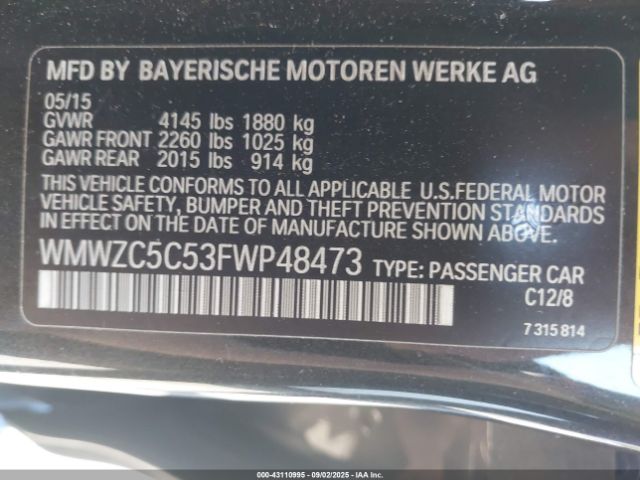 MFD BY BAYERISCHE MOTOREN WERKE AG
05/15
GVWR 4145 lbs 1880 kg
GAWR FRONT 2260 lbs 1025 kg
GAWR REAR 2015 lbs 914 kg
THIS VEHICLE CONFORMS TO ALL APPLICABLE U.S.FEDERAL MOTOR
VEHICLE SAFETY, BUMPER AND THEFT PREVENTION STANDARDS
IN EFFECT ON THE DATE OF MANUFACTURE SHOWN ABOVE.
WMWZC5C53FWP48473 TYPE: PASSENGER CAR
C12/8
7 315 814
000-43110995 - 09/02/2025 - IAA Inc.